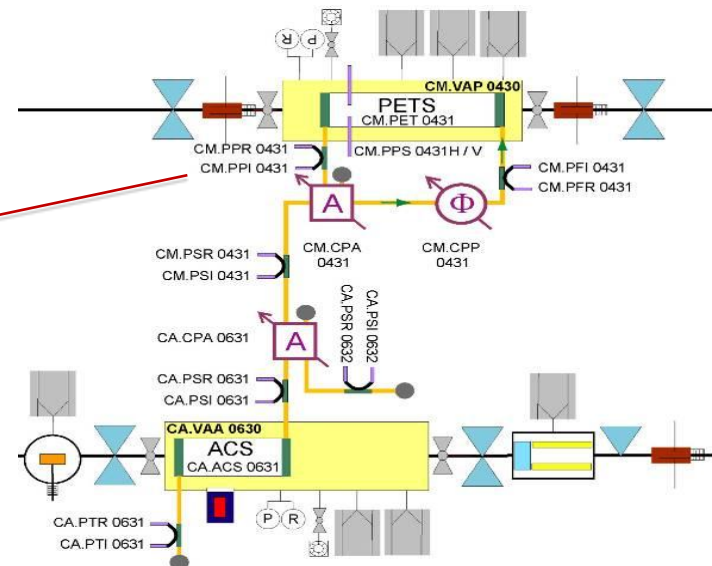 R P
CM.VAP 0430
PETS
CM.PET 0431
CM.PPR 0431
CM.PPI 0431
CM.PPS 0431H / V
CM.PFI 0431
CM.PFR 0431
A
Φ
CM.CPA
0431
CM.CPP
0431
CM.PSR 0431
CM.PSI 0431
CA.PSR 0632
CA.PSI 0632
CA.CPA 0631
A
CA.PSR 0631
CA.PSI 0631
CA.VAA 0630
ACS
CA.ACS 0631
P R
CA.PTR 0631
CA.PTI 0631